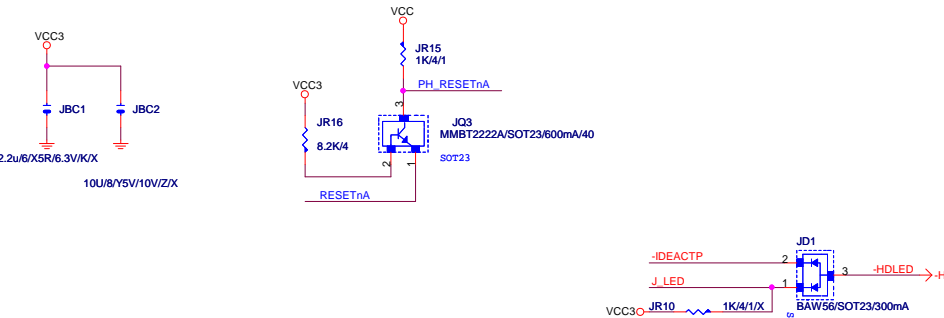 VCC
VCC3
JR15
1K/4/1
VCC3
PH_RESETnA
JBC1
JBC2
3
JR16
JQ3
MMBT2222A/SOT23/600mA/40
8.2K/4
2
1
SOT23
2.2u/6/X5R/6.3V/K/X
10U/8/Y5V/10V/Z/X
RESETnA
JD1
-IDEACTP
2
3
-HDLED
-H
J_LED
1
VCC3
JR10
1K/4/1/X
BAW56/SOT23/300mA
S